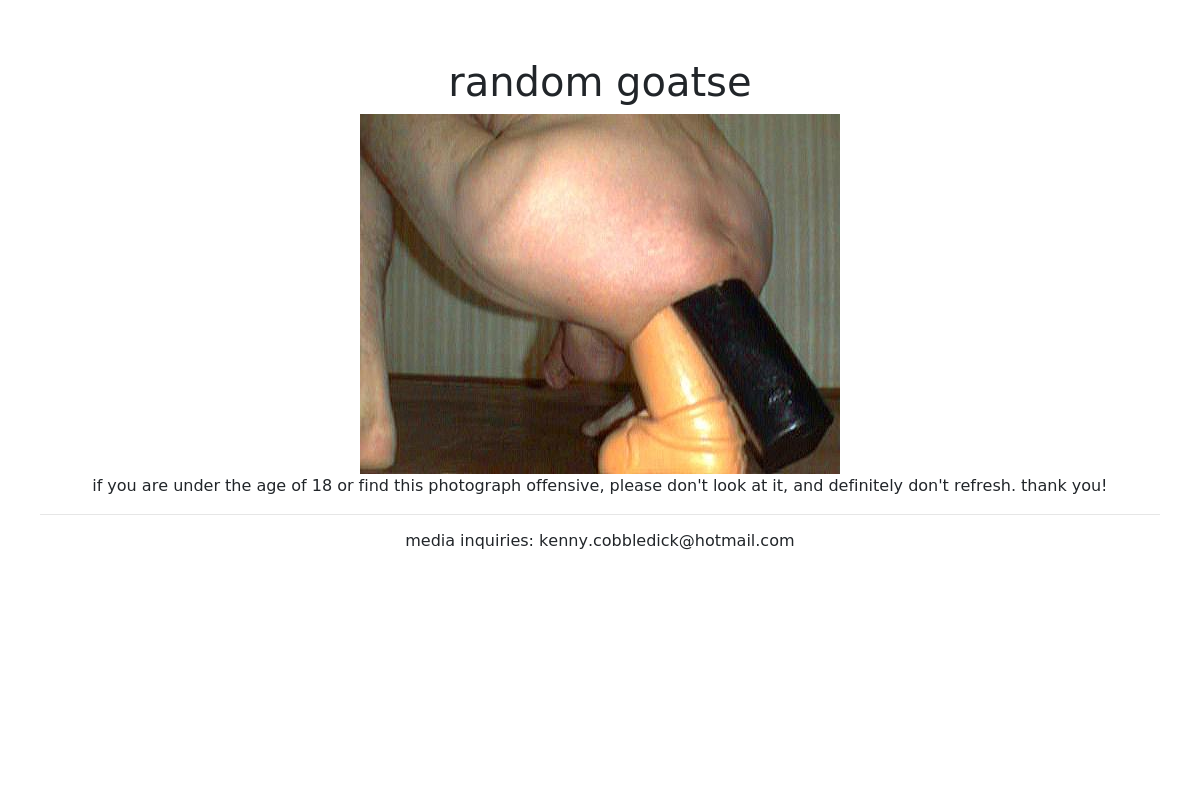 random goatse
if you are under the age of 18 or find this photograph offensive, please don't look at it, and definitely don't refresh. thank you!
media inquiries: kenny.cobbledick@hotmail.com